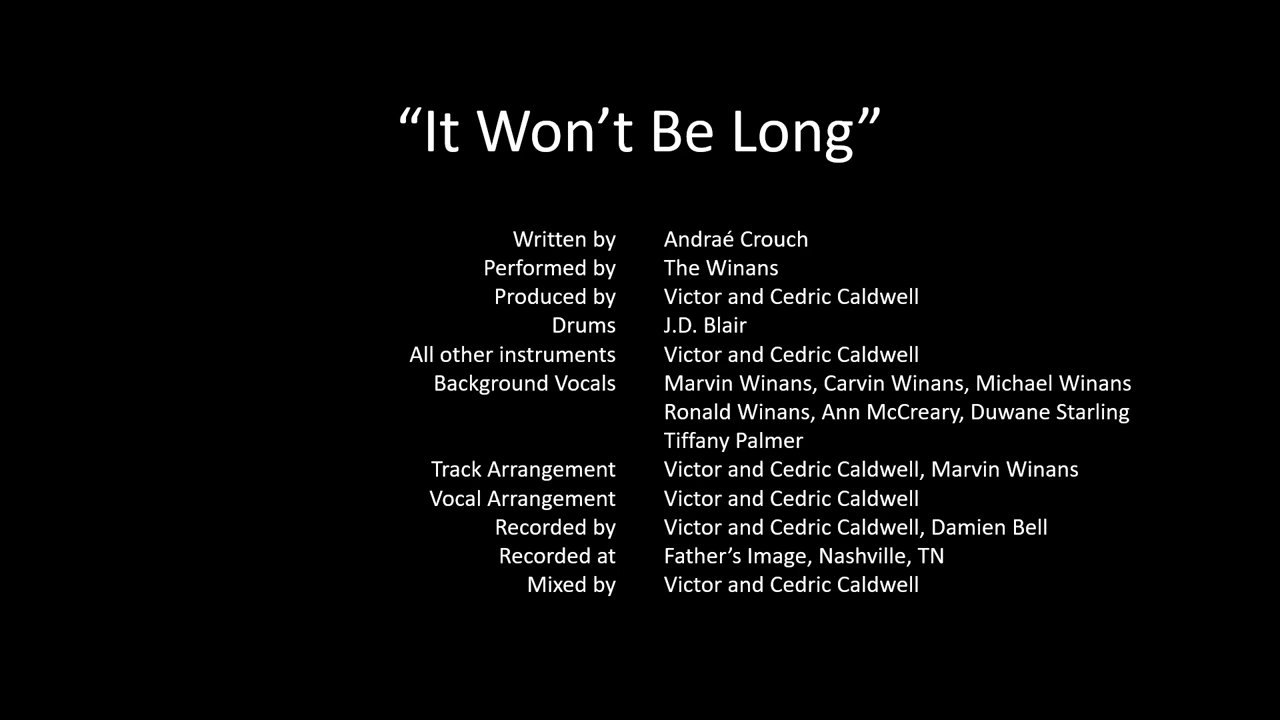 “It Won’t Be Long”
Written by Andraé Crouch
Performed by The Winans
Produced by Victor and Cedric Caldwell
Drums J.D. Blair
All other instruments Victor and Cedric Caldwell
Background Vocals Marvin Winans, Carvin Winans, Michael Winans
Ronald Winans, Ann McCreary, Duwane Starling
Tiffany Palmer
Track Arrangement Victor and Cedric Caldwell, Marvin Winans
Vocal Arrangement Victor and Cedric Caldwell
Recorded by Victor and Cedric Caldwell, Damien Bell
Recorded at Father’s Image, Nashville, TN
Mixed by Victor and Cedric Caldwell